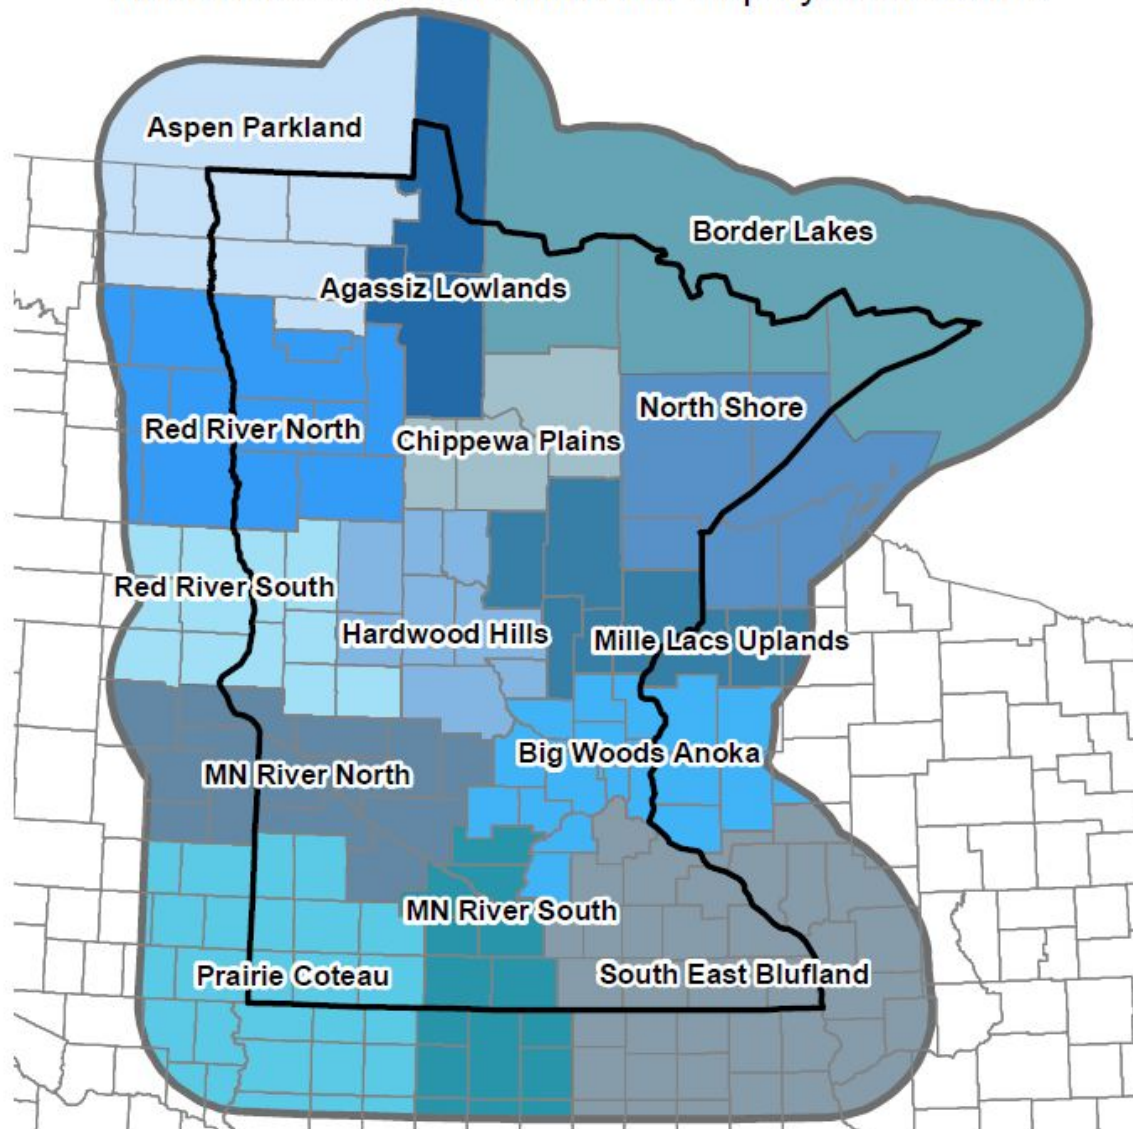 Aspen Parkland
Border Lakes
Agassiz Lowlands
North Shore
Red River North
Chippewa Plains
Red River South
Hardwood Hills
Mille Lacs Uplands
Big Woods Anoka
MN River North
MN River South
Prairie Coteau
South East Blufland